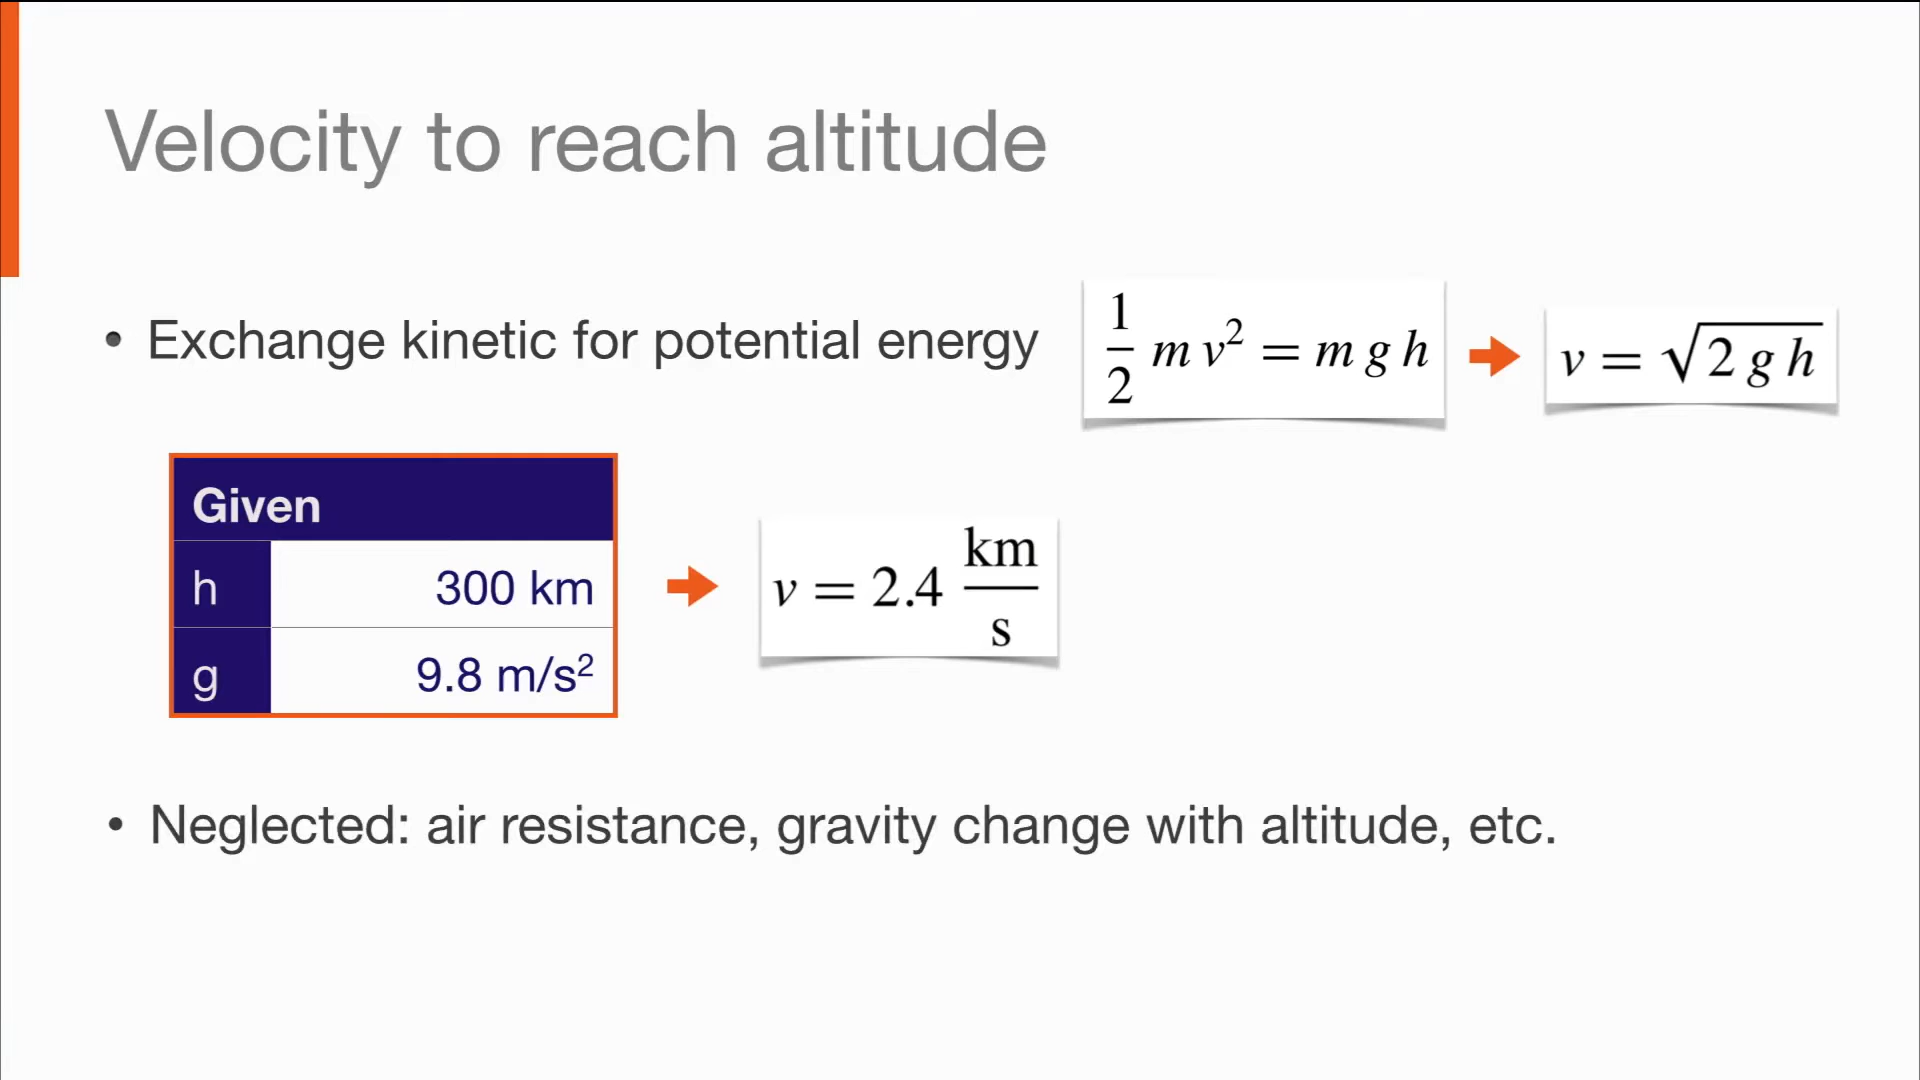 Velocity to reach altitude
• Exchange kinetic for potential energy
1/2 m v² = m g h
v = √2 g h
Given
h 300 km
g 9.8 m/s²
v = 2.4 km/s
• Neglected: air resistance, gravity change with altitude, etc.